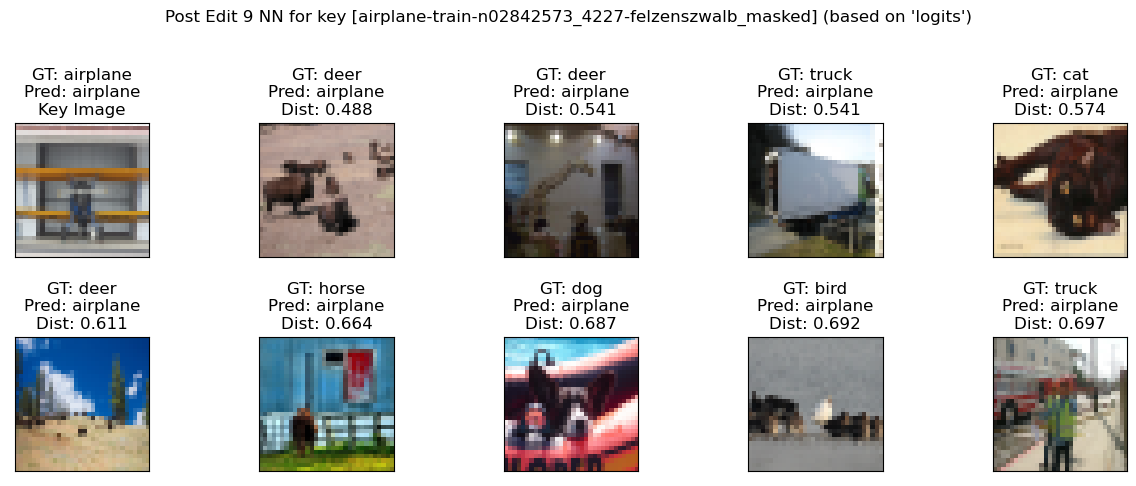 Post Edit 9 NN for key [airplane-train-n02842573_4227-felzenszwalb_masked] (based on 'logits')
GT: airplane
Pred: airplane
Key Image
GT: deer
Pred: airplane
Dist: 0.488
GT: deer
Pred: airplane
Dist: 0.541
GT: truck
Pred: airplane
Dist: 0.541
GT: cat
Pred: airplane
Dist: 0.574
GT: deer
Pred: airplane
Dist: 0.611
GT: horse
Pred: airplane
Dist: 0.664
GT: dog
Pred: airplane
Dist: 0.687
GT: bird
Pred: airplane
Dist: 0.692
GT: truck
Pred: airplane
Dist: 0.697